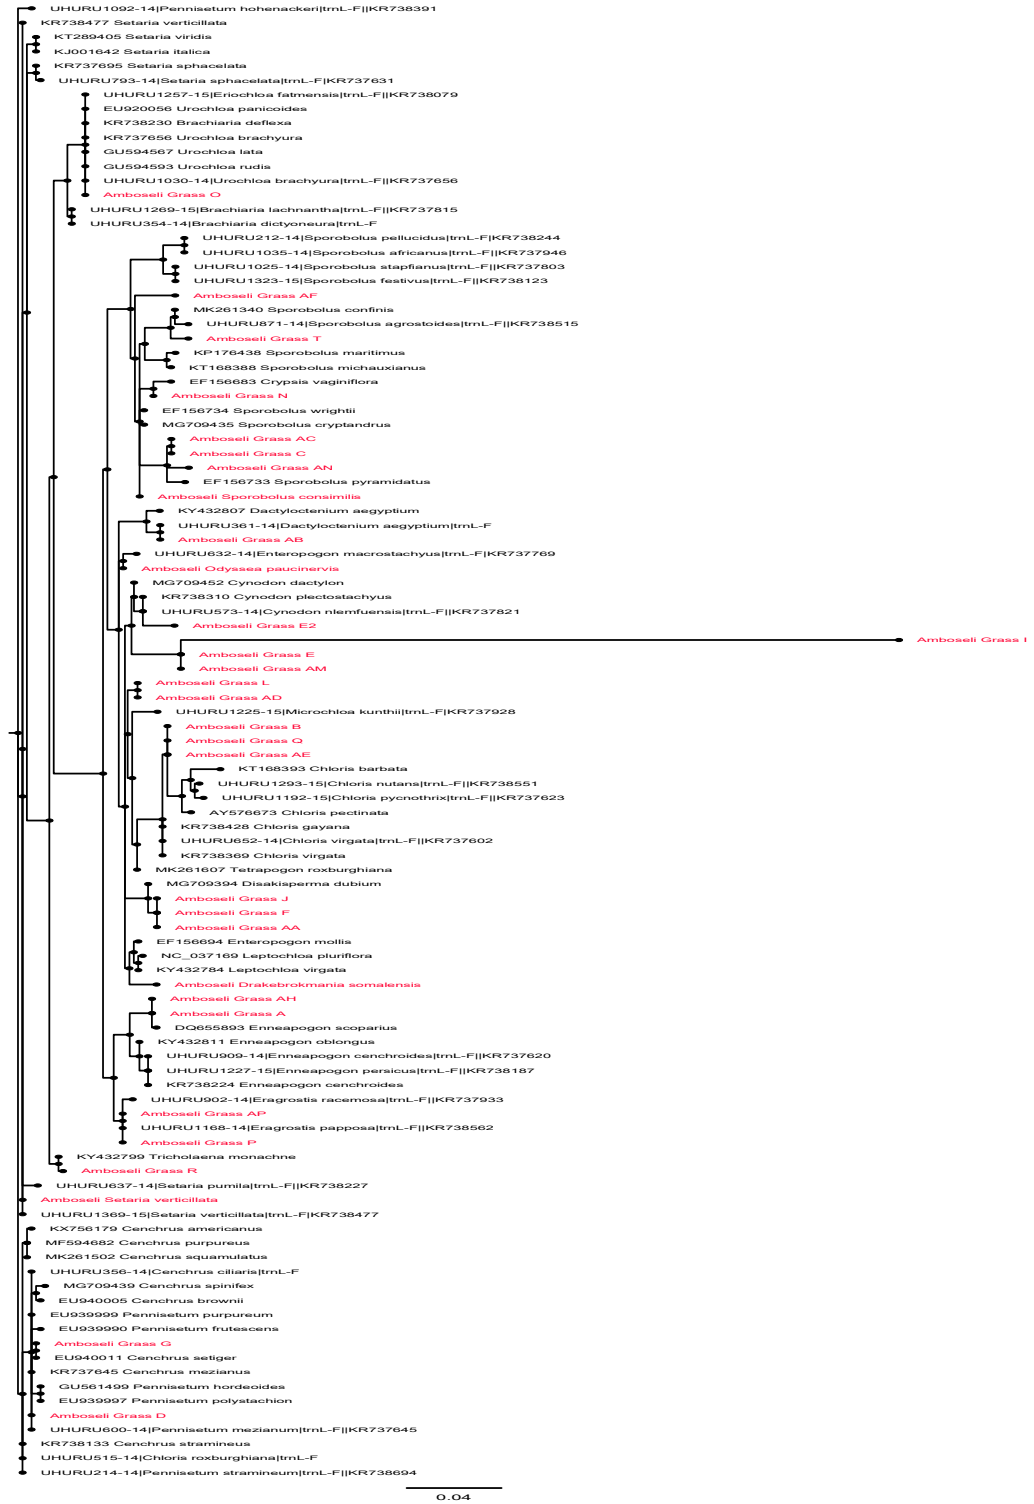 UHURU1092-14|Pennisetum hohenackeri|trnL-F||KR738391
KR738477 Setaria verticillata
KT289405 Setaria viridis
KJ001642 Setaria italica
KR737695 Setaria sphacelata
UHURU793-14|Setaria sphacelata|trnL-F|KR737631
UHURU1257-15|Eriochloa fatmensis|trnL-F||KR738079
EU920056 Urochloa panicoides
KR738230 Brachiaria deflexa
KR737656 Urochloa brachyura
GU594567 Urochloa lata
GU594593 Urochloa rudis
UHURU1030-14|Urochloa brachyura|trnL-F||KR737656
Amboseli Grass O
UHURU1269-15|Brachiaria lachnantha|trnL-F||KR737815
UHURU354-14|Brachiaria dictyoneura|trnL-F
UHURU212-14|Sporobolus pellucidus|trnL-F|KR738244
UHURU1035-14|Sporobolus africanus|trnL-F||KR737946
UHURU1025-14|Sporobolus stapfianus|trnL-F||KR737803
UHURU1323-15|Sporobolus festivus|trnL-F||KR738123
Amboseli Grass AF
MK261340 Sporobolus confinis
UHURU871-14|Sporobolus agrostoides|trnL-F||KR738515
Amboseli Grass T
KP176438 Sporobolus maritimus
KT168388 Sporobolus michauxianus
EF156683 Crypsis vaginiflora
Amboseli Grass N
EF156734 Sporobolus wrightii
MG709435 Sporobolus cryptandrus
Amboseli Grass AC
Amboseli Grass C
Amboseli Grass AN
EF156733 Sporobolus pyramidatus
Amboseli Sporobolus consimilis
KY432807 Dactyloctenium aegyptium
UHURU361-14|Dactyloctenium aegyptium|trnL-F
Amboseli Grass AB
UHURU632-14|Enteropogon macrostachyus|trnL-F|KR737769
Amboseli Odyssea paucinervis
MG709452 Cynodon dactylon
KR738310 Cynodon plectostachyus
UHURU573-14|Cynodon nlemfuensis|trnL-F||KR737821
Amboseli Grass E2
Amboseli Grass I
Amboseli Grass E
Amboseli Grass AM
Amboseli Grass L
Amboseli Grass AD
UHURU1225-15|Microchloa kunthii|trnL-F|KR737928
Amboseli Grass B
Amboseli Grass Q
Amboseli Grass AE
KT168393 Chloris barbata
UHURU1293-15|Chloris nutans|trnL-F||KR738551
UHURU1192-15|Chloris pycnothrix|trnL-F||KR737623
AY576673 Chloris pectinata
KR738428 Chloris gayana
UHURU652-14|Chloris virgata|trnL-F||KR737602
KR738369 Chloris virgata
MK261607 Tetrapogon roxburghiana
MG709394 Disakisperma dubium
Amboseli Grass J
Amboseli Grass F
Amboseli Grass AA
EF156694 Enteropogon mollis
NC_037169 Leptochloa pluriflora
KY432784 Leptochloa virgata
Amboseli Drakebrokmania somalensis
Amboseli Grass AH
Amboseli Grass A
DQ655893 Enneapogon scoparius
KY432811 Enneapogon oblongus
UHURU909-14|Enneapogon cenchroides|trnL-F||KR737620
UHURU1227-15|Enneapogon persicus|trnL-F||KR738187
KR738224 Enneapogon cenchroides
UHURU902-14|Eragrostis racemosa|trnL-F||KR737933
Amboseli Grass AP
UHURU1168-14|Eragrostis papposa|trnL-F||KR738562
Amboseli Grass P
KY432799 Tricholaena monachne
Amboseli Grass R
UHURU637-14|Setaria pumila|trnL-F||KR738227
Amboseli Setaria verticillata
UHURU1369-15|Setaria verticillata|trnL-F|KR738477
KX756179 Cenchrus americanus
MF594682 Cenchrus purpureus
MK261502 Cenchrus squamulatus
UHURU356-14|Cenchrus ciliaris|trnL-F
MG709439 Cenchrus spinifex
EU940005 Cenchrus brownii
EU939999 Pennisetum purpureum
EU939990 Pennisetum frutescens
Amboseli Grass G
EU940011 Cenchrus setiger
KR737645 Cenchrus mezianus
GU561499 Pennisetum hordeoides
EU939997 Pennisetum polystachion
Amboseli Grass D
UHURU600-14|Pennisetum mezianum|trnL-F||KR737645
KR738133 Cenchrus stramineus
UHURU515-14|Chloris roxburghiana|trnL-F
UHURU214-14|Pennisetum stramineum|trnL-F||KR738694
0.04